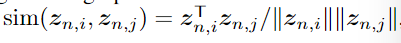 sim(z_{n,i}, z_{n,j}) = z_{n,i}^⊤ z_{n,j} / ‖z_{n,i}‖‖z_{n,j}‖.